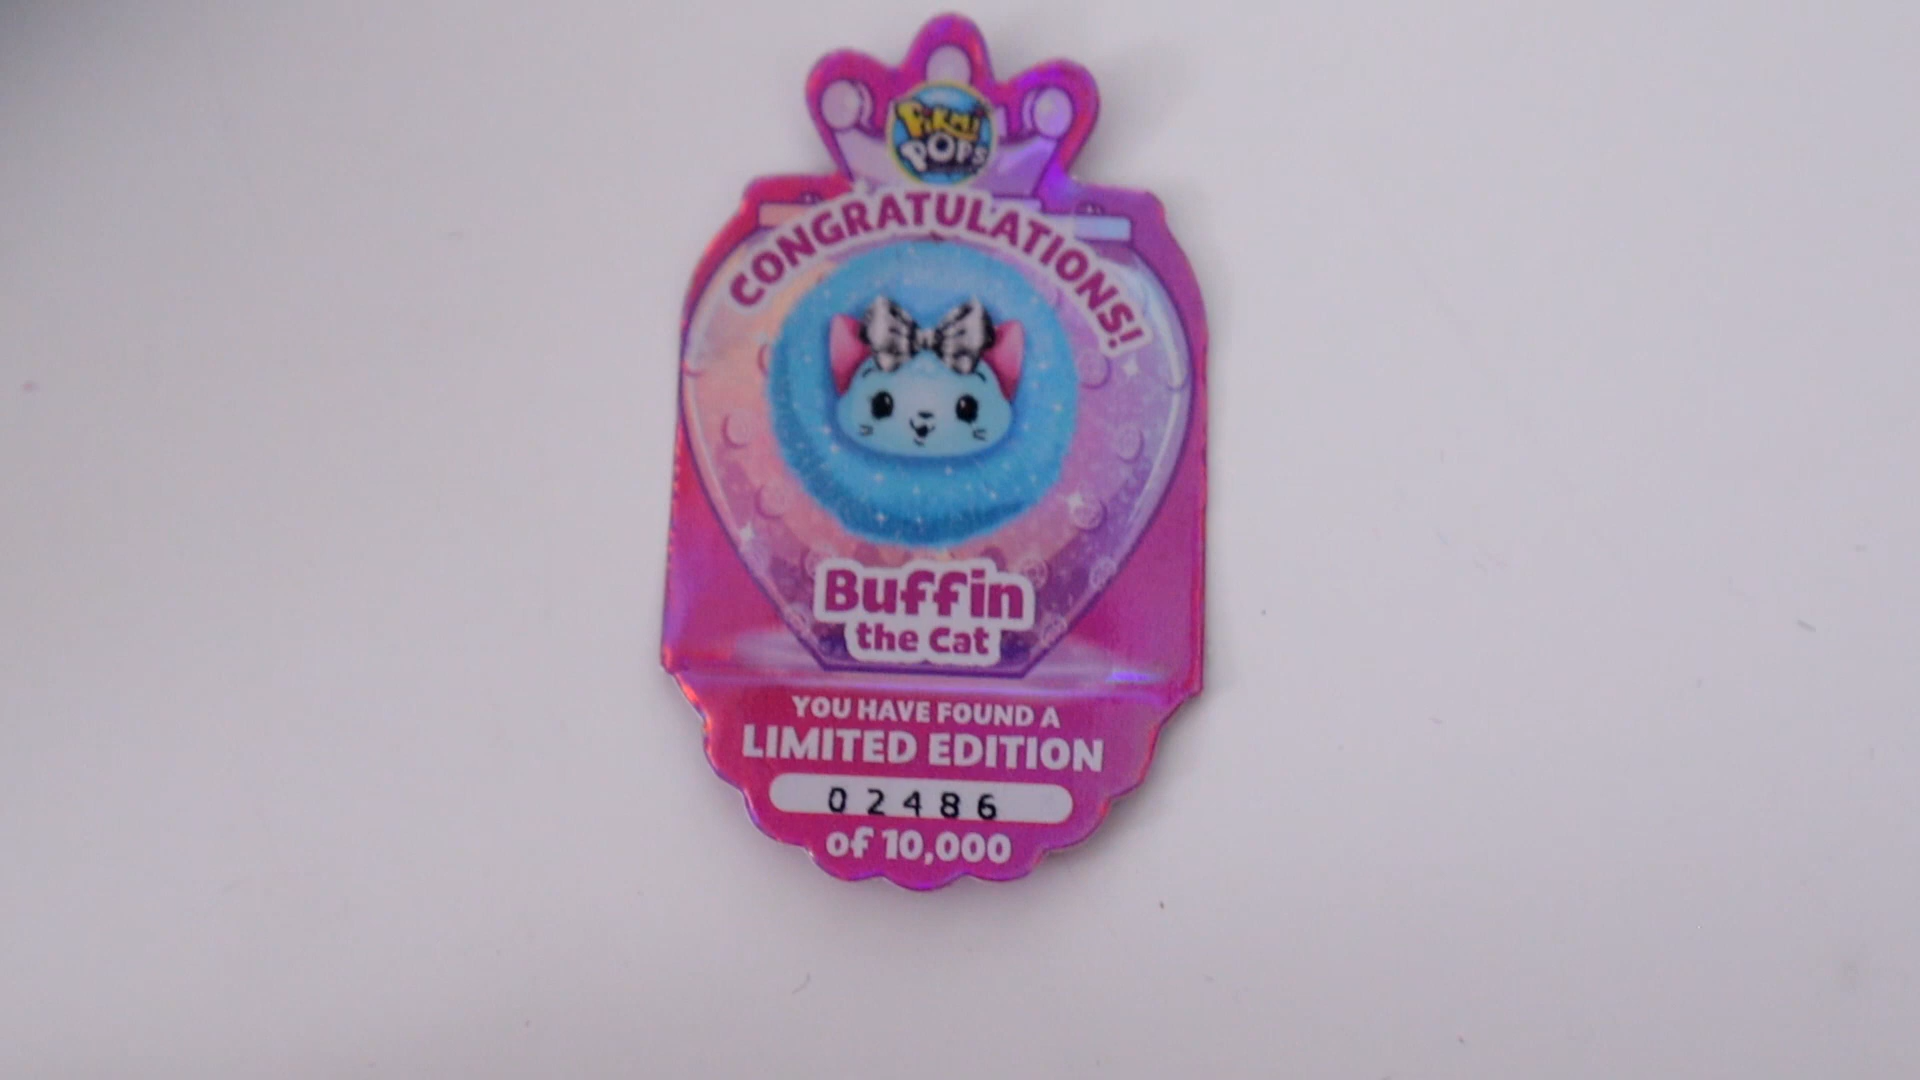 PiKMi
POPS
CONGRATULATIONS!
Buffin
the Cat
YOU HAVE FOUND A
LIMITED EDITION
02486
of 10,000